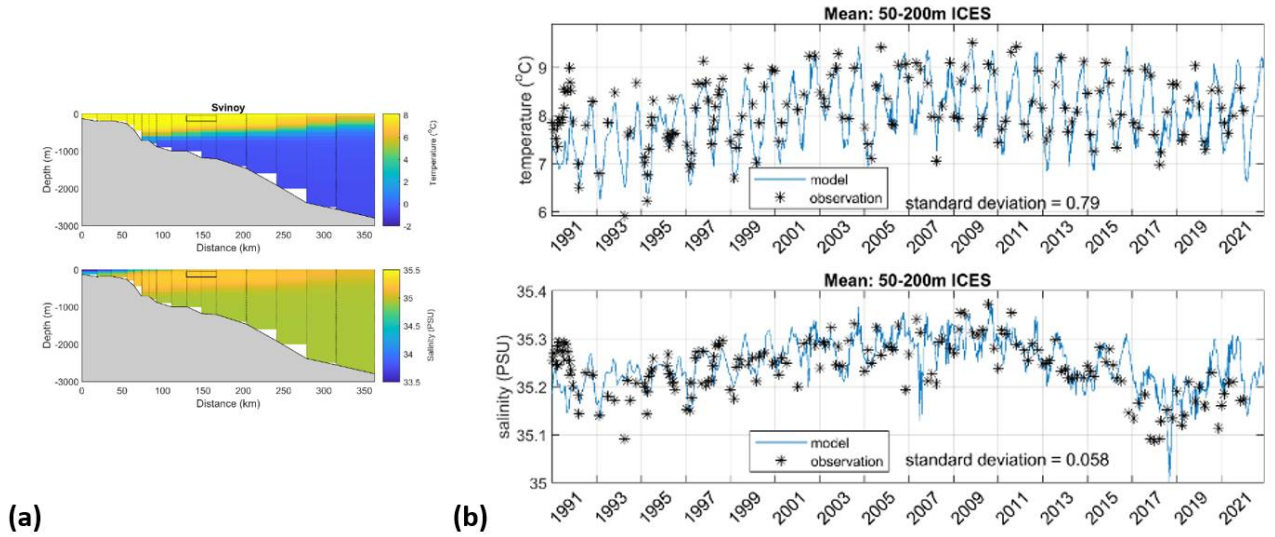 Svinoy
0
-1000
-2000
-3000
Depth (m)
0 50 100 150 200 250 300 350
Distance (km)
8
6
4
2
0
-2
Temperature (°C)
0
-1000
-2000
-3000
Depth (m)
0 50 100 150 200 250 300 350
Distance (km)
35.5
35
34.5
34
33.5
Salinity (PSU)
(a)
Mean: 50-200m ICES
9
8
7
6
temperature (°C)
model
observation
standard deviation = 0.79
1991 1993 1995 1997 1999 2001 2003 2005 2007 2009 2011 2013 2015 2017 2019 2021
Mean: 50-200m ICES
35.4
35.3
35.2
35.1
35
salinity (PSU)
model
observation
standard deviation = 0.058
1991 1993 1995 1997 1999 2001 2003 2005 2007 2009 2011 2013 2015 2017 2019 2021
(b)